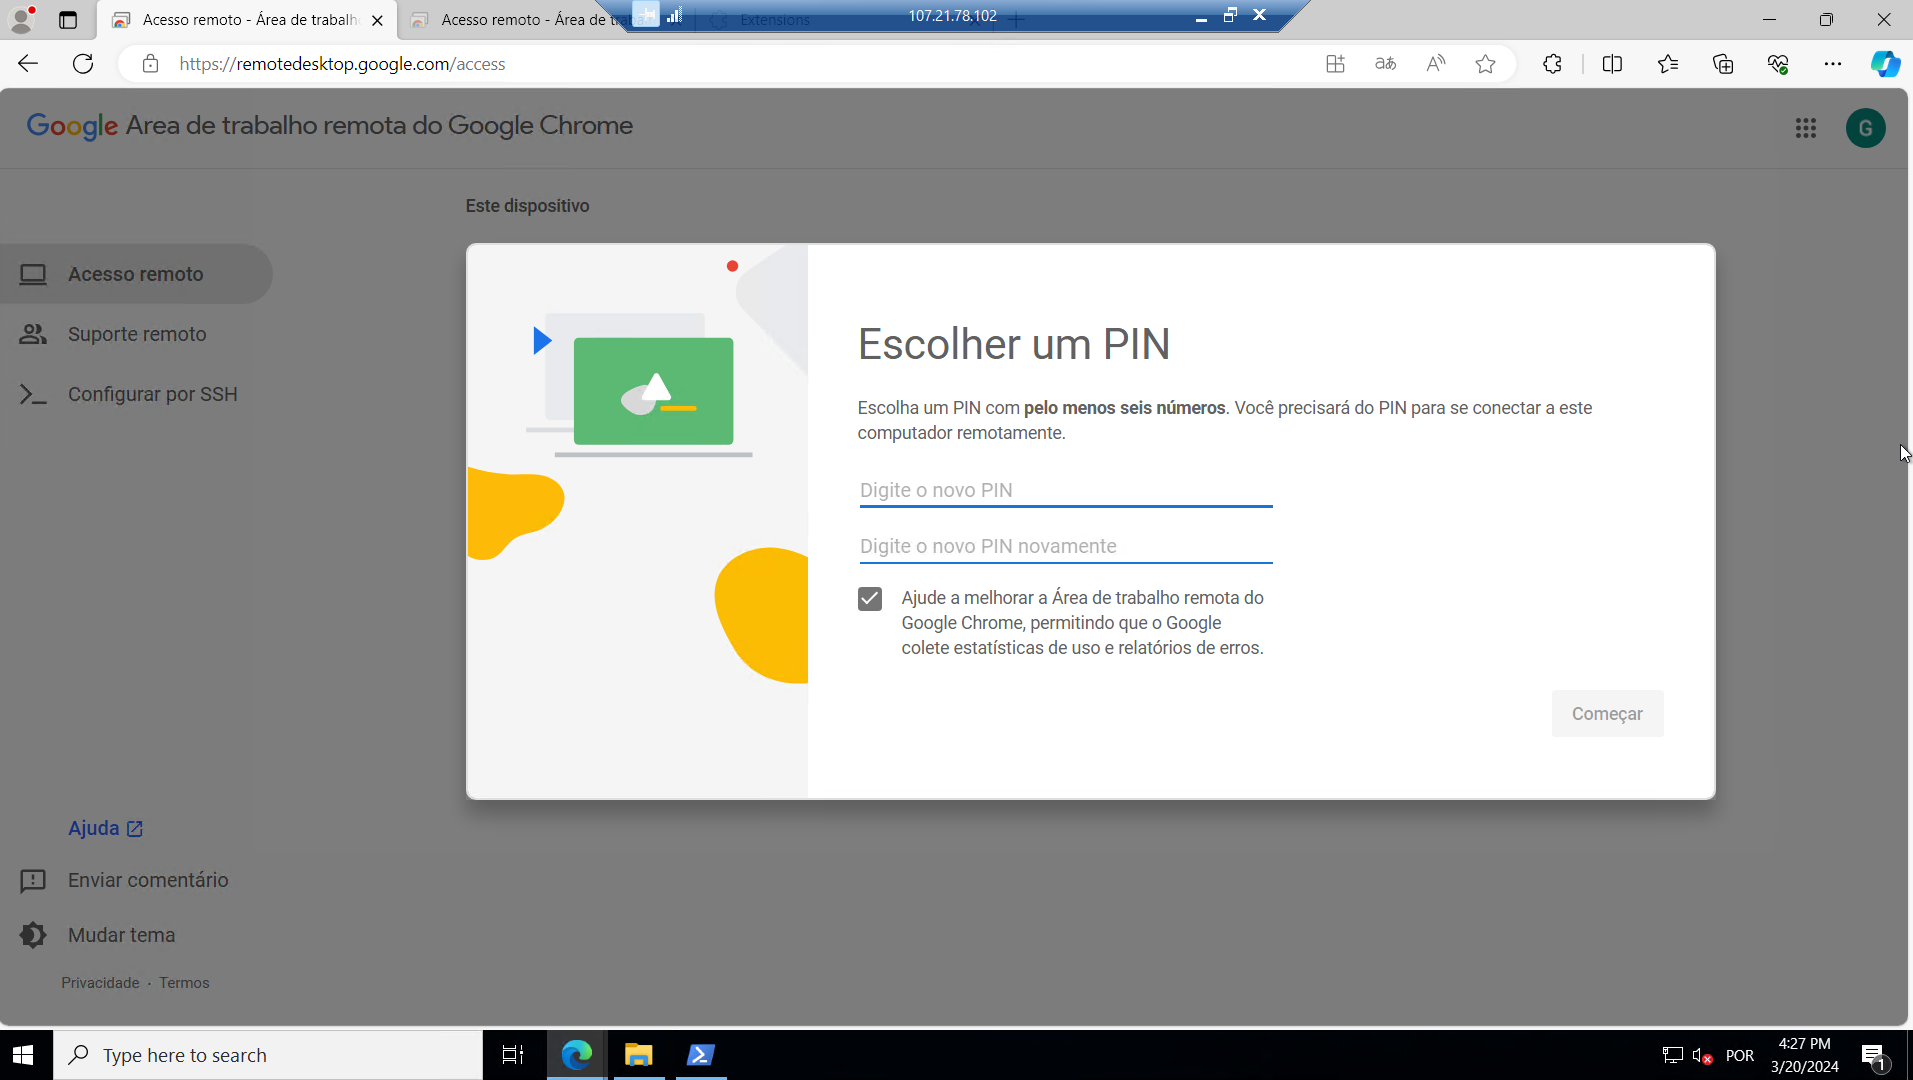 Acesso remoto - Área de trabalh
Acesso remoto - Área de tra
Extensions
107.21.78.102
https://remotedesktop.google.com/access
Google Área de trabalho remota do Google Chrome
G
Este dispositivo
Acesso remoto
Suporte remoto
Configurar por SSH
Escolher um PIN
Escolha um PIN com pelo menos seis números. Você precisará do PIN para se conectar a este
computador remotamente.
Digite o novo PIN
Digite o novo PIN novamente
Ajude a melhorar a Área de trabalho remota do
Google Chrome, permitindo que o Google
colete estatísticas de uso e relatórios de erros.
Começar
Ajuda
Enviar comentário
Mudar tema
Privacidade · Termos
Type here to search
POR
4:27 PM
3/20/2024
1